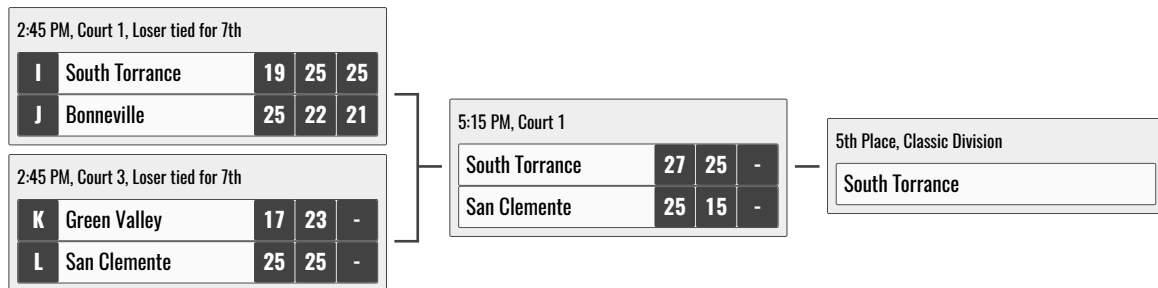 2:45 PM, Court 1, Loser tied for 7th
I South Torrance 19 25 25
J Bonneville 25 22 21
2:45 PM, Court 3, Loser tied for 7th
K Green Valley 17 23 -
L San Clemente 25 25 -
5:15 PM, Court 1
South Torrance 27 25 -
San Clemente 25 15 -
5th Place, Classic Division
South Torrance